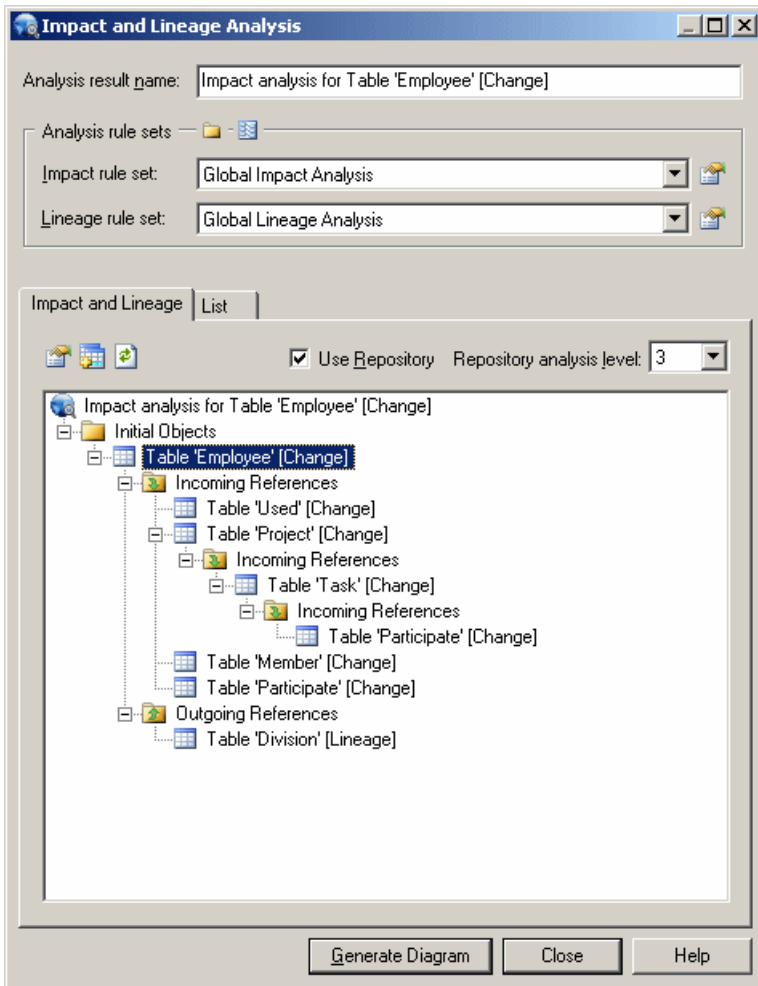 Impact and Lineage Analysis
Analysis result name: Impact analysis for Table 'Employee' [Change]
Analysis rule sets
Impact rule set: Global Impact Analysis
Lineage rule set: Global Lineage Analysis
Impact and Lineage List
Use Repository Repository analysis level: 3
Impact analysis for Table 'Employee' [Change]
Initial Objects
Table 'Employee' [Change]
Incoming References
Table 'Used' [Change]
Table 'Project' [Change]
Incoming References
Table 'Task' [Change]
Incoming References
Table 'Participate' [Change]
Table 'Member' [Change]
Table 'Participate' [Change]
Outgoing References
Table 'Division' [Lineage]
Generate Diagram Close Help